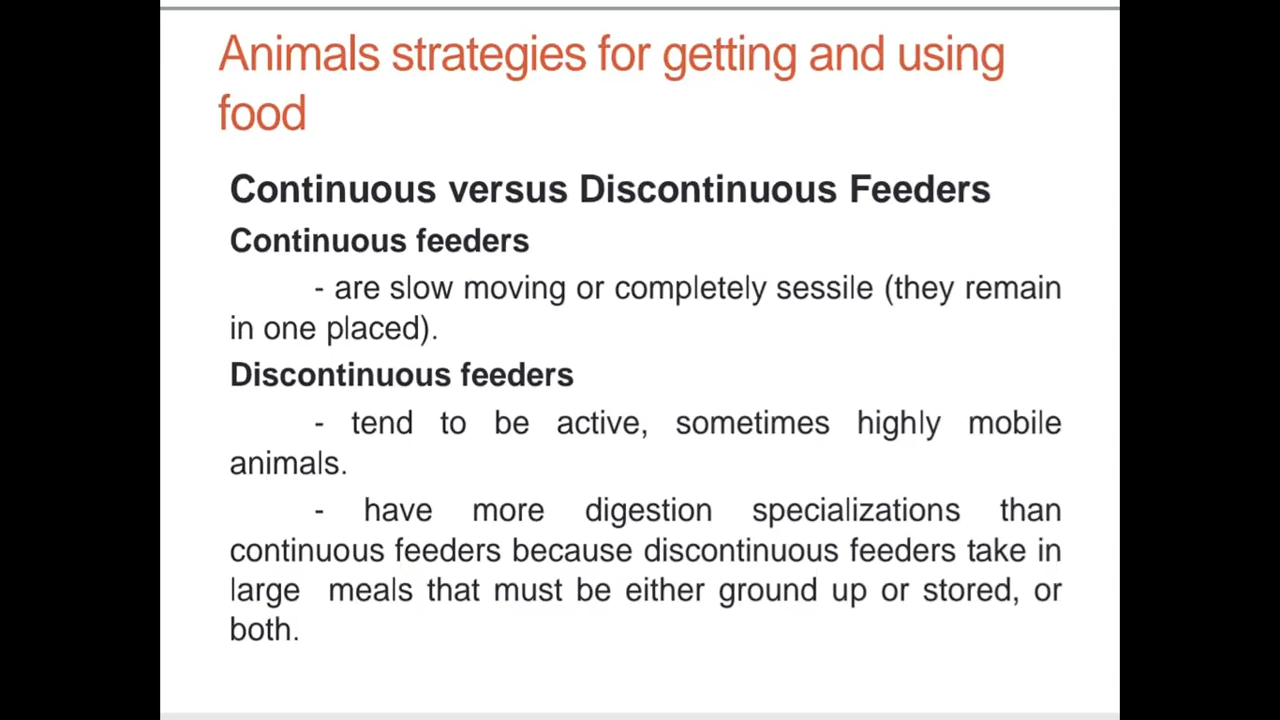 Animals strategies for getting and using
food
Continuous versus Discontinuous Feeders
Continuous feeders
- are slow moving or completely sessile (they remain
in one placed).
Discontinuous feeders
- tend to be active, sometimes highly mobile
animals.
- have more digestion specializations than
continuous feeders because discontinuous feeders take in
large meals that must be either ground up or stored, or
both.